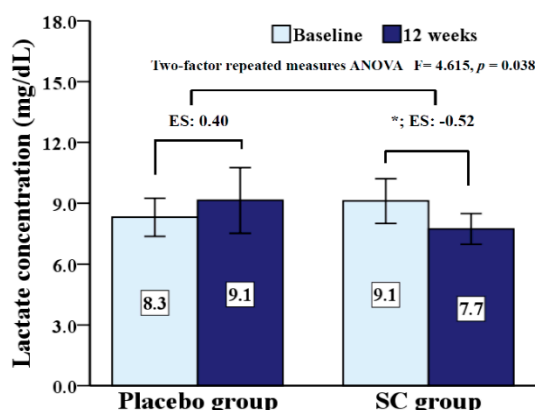 Baseline 12 weeks
Two-factor repeated measures ANOVA F= 4.615, p = 0.038
ES: 0.40 *; ES: -0.52
Lactate concentration (mg/dL)
18.0
15.0
12.0
9.0
6.0
3.0
0.0
8.3 9.1 9.1 7.7
Placebo group SC group